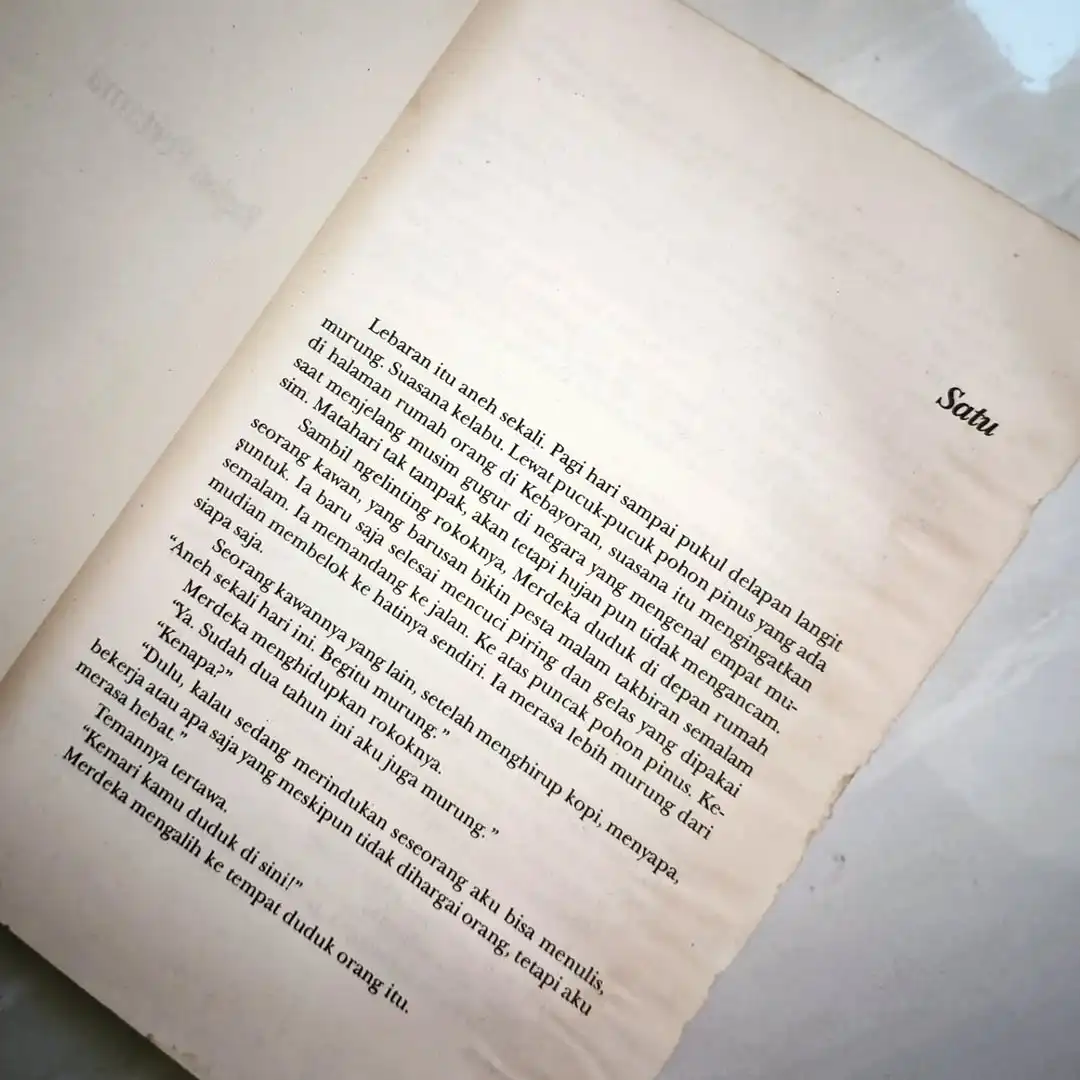 Satu
Lebaran itu aneh sekali. Pagi hari sampai pukul delapan langit
murung. Suasana kelabu. Lewat pucuk-pucuk pohon pinus yang ada
di halaman rumah orang di Kebayoran, suasana itu mengingatkan
saat menjelang musim gugur di negara yang mengenal empat mu-
sim. Matahari tak tampak, akan tetapi hujan pun tidak mengancam.
Sambil ngelinting rokoknya, Merdeka duduk di depan rumah
seorang kawan, yang barusan bikin pesta malam takbiran semalam
suntuk. Ia baru saja selesai mencuci piring dan gelas yang dipakai
semalam. Ia memandang ke jalan. Ke atas puncak pohon pinus. Ke-
mudian membelok ke hatinya sendiri. Ia merasa lebih murung dari
siapa saja.
Seorang kawannya yang lain, setelah menghirup kopi, menyapa,
“Aneh sekali hari ini. Begitu murung.”
Merdeka menghidupkan rokoknya.
“Ya. Sudah dua tahun ini aku juga murung.”
“Kenapa?”
“Dulu, kalau sedang merindukan seseorang aku bisa menulis,
bekerja atau apa saja yang meskipun tidak dihargai orang, tetapi aku
merasa hebat.”
Temannya tertawa.
“Kemari kamu duduk di sini!”
Merdeka mengalih ke tempat duduk orang itu.